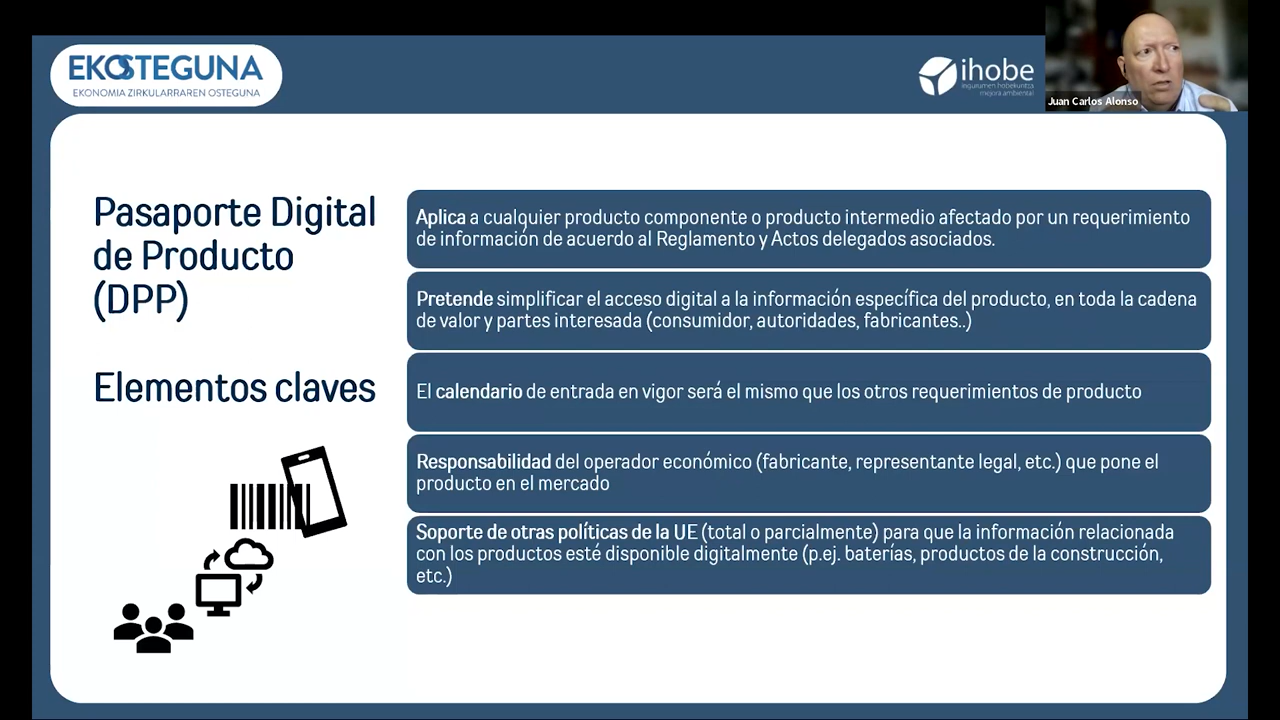 EKOSTEGUNA
EKONOMIA ZIRKULARRAREN OSTEGUNA
ihobe
ingurumen hobekuntza
mejora ambiental
Juan Carlos Alonso
Pasaporte Digital
de Producto
(DPP)
Elementos claves
Aplica a cualquier producto componente o producto intermedio afectado por un requerimiento
de información de acuerdo al Reglamento y Actos delegados asociados.
Pretende simplificar el acceso digital a la información específica del producto, en toda la cadena
de valor y partes interesada (consumidor, autoridades, fabricantes..)
El calendario de entrada en vigor será el mismo que los otros requerimientos de producto
Responsabilidad del operador económico (fabricante, representante legal, etc.) que pone el
producto en el mercado
Soporte de otras políticas de la UE (total o parcialmente) para que la información relacionada
con los productos esté disponible digitalmente (p.ej. baterías, productos de la construcción,
etc.)